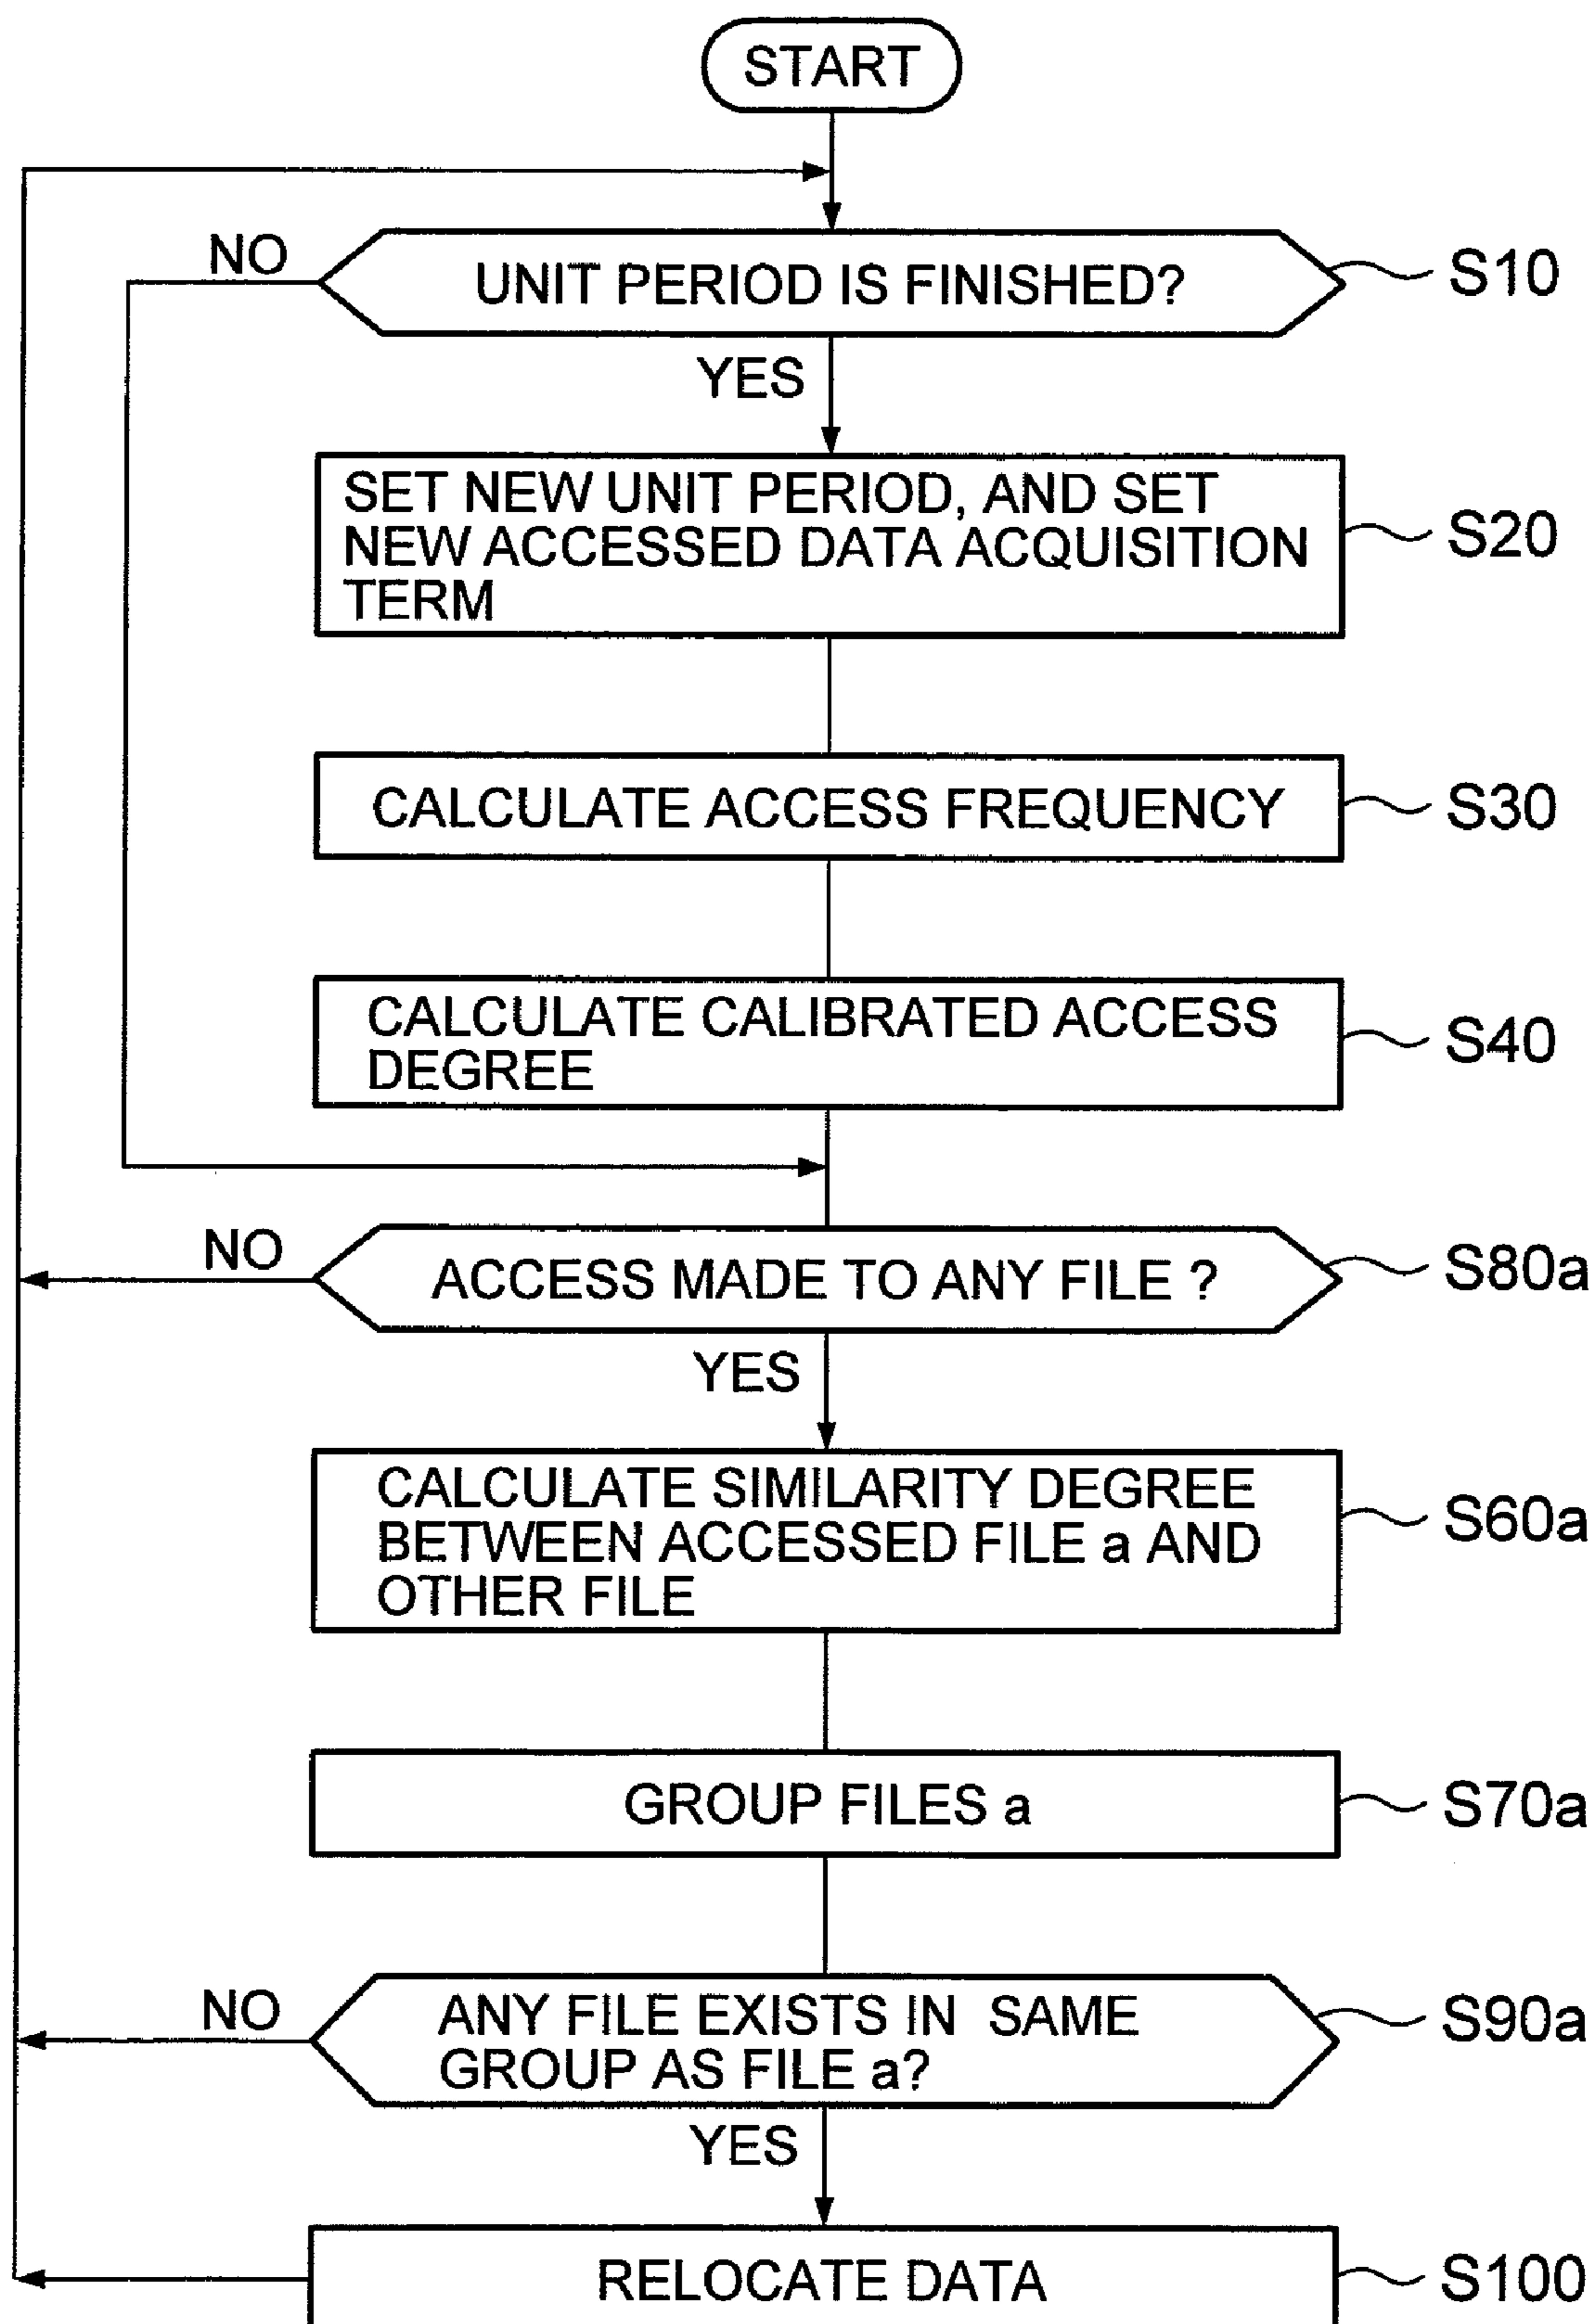 START
NO
UNIT PERIOD IS FINISHED?
S10
YES
SET NEW UNIT PERIOD, AND SET
NEW ACCESSED DATA ACQUISITION
TERM
S20
CALCULATE ACCESS FREQUENCY
S30
CALCULATE CALIBRATED ACCESS
DEGREE
S40
NO
ACCESS MADE TO ANY FILE ?
S80a
YES
CALCULATE SIMILARITY DEGREE
BETWEEN ACCESSED FILE a AND
OTHER FILE
S60a
GROUP FILES a
S70a
NO
ANY FILE EXISTS IN SAME
GROUP AS FILE a?
S90a
YES
RELOCATE DATA
S100